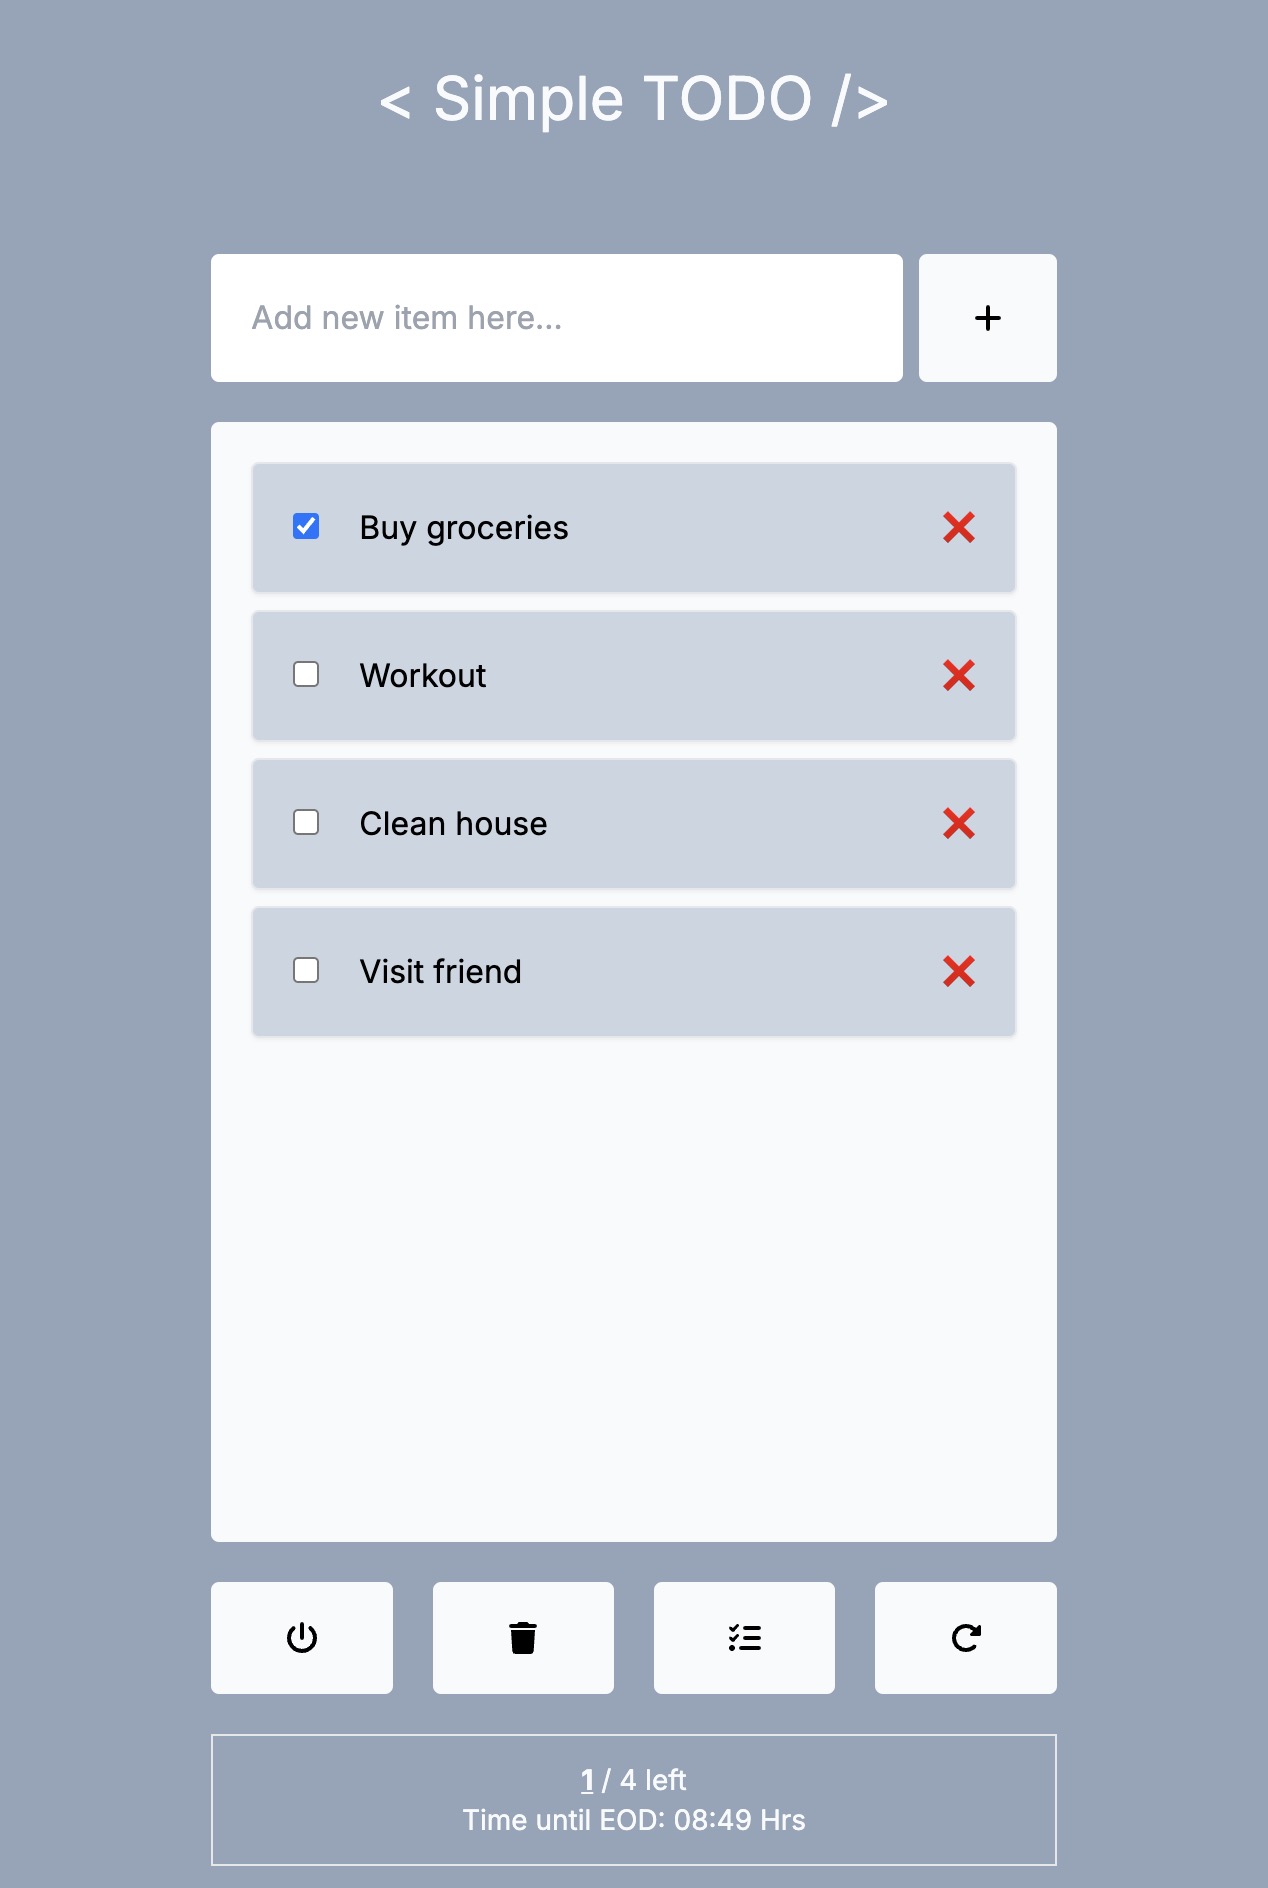 < Simple TODO />
Add new item here...
Buy groceries
Workout
Clean house
Visit friend
1 / 4 left
Time until EOD: 08:49 Hrs